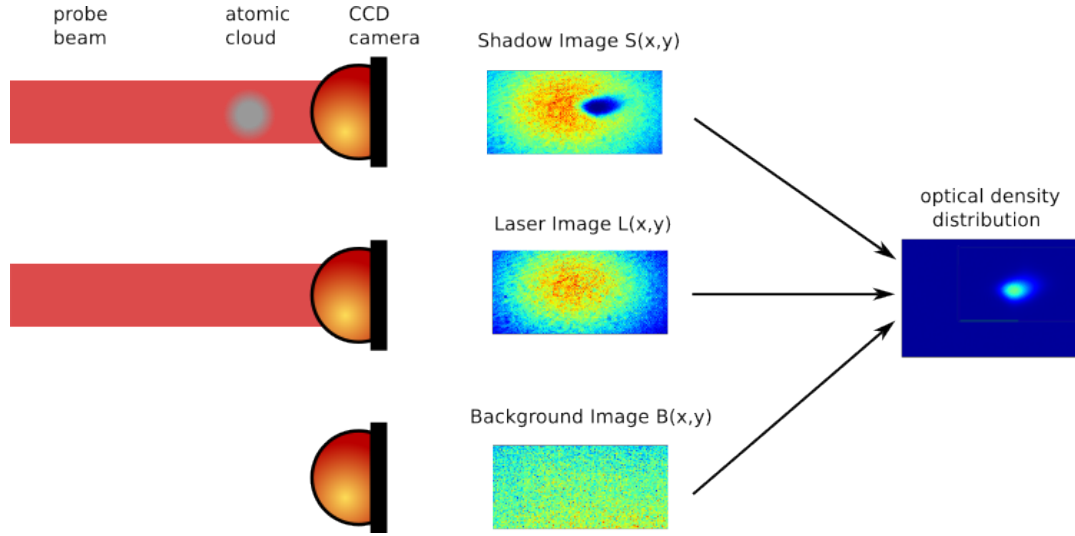 probe
beam
atomic
cloud
CCD
camera
Shadow Image S(x,y)
Laser Image L(x,y)
optical density
distribution
Background Image B(x,y)